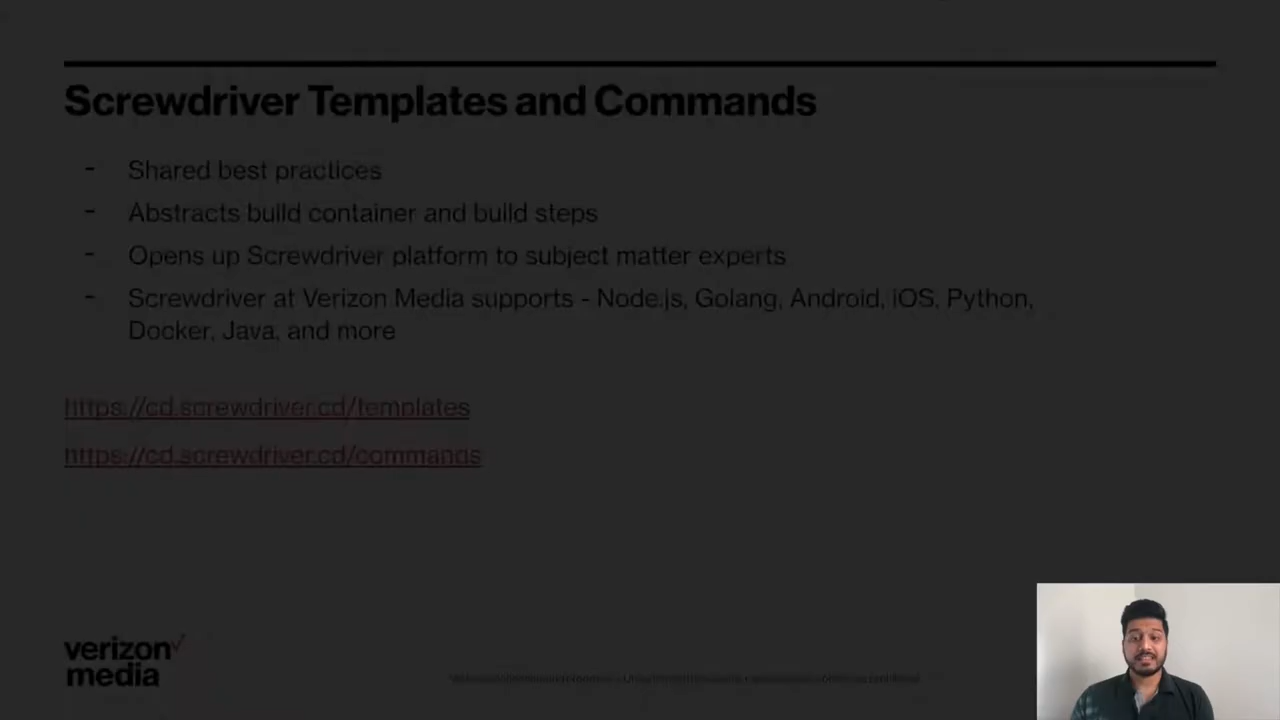 Screwdriver Templates and Commands
- Shared best practices
- Abstracts build container and build steps
- Opens up Screwdriver platform to subject matter experts
- Screwdriver at Verizon Media supports - Node.js, Golang, Android, iOS, Python,
Docker, Java, and more
https://cd.screwdriver.cd/templates
https://cd.screwdriver.cd/commands
verizon
media